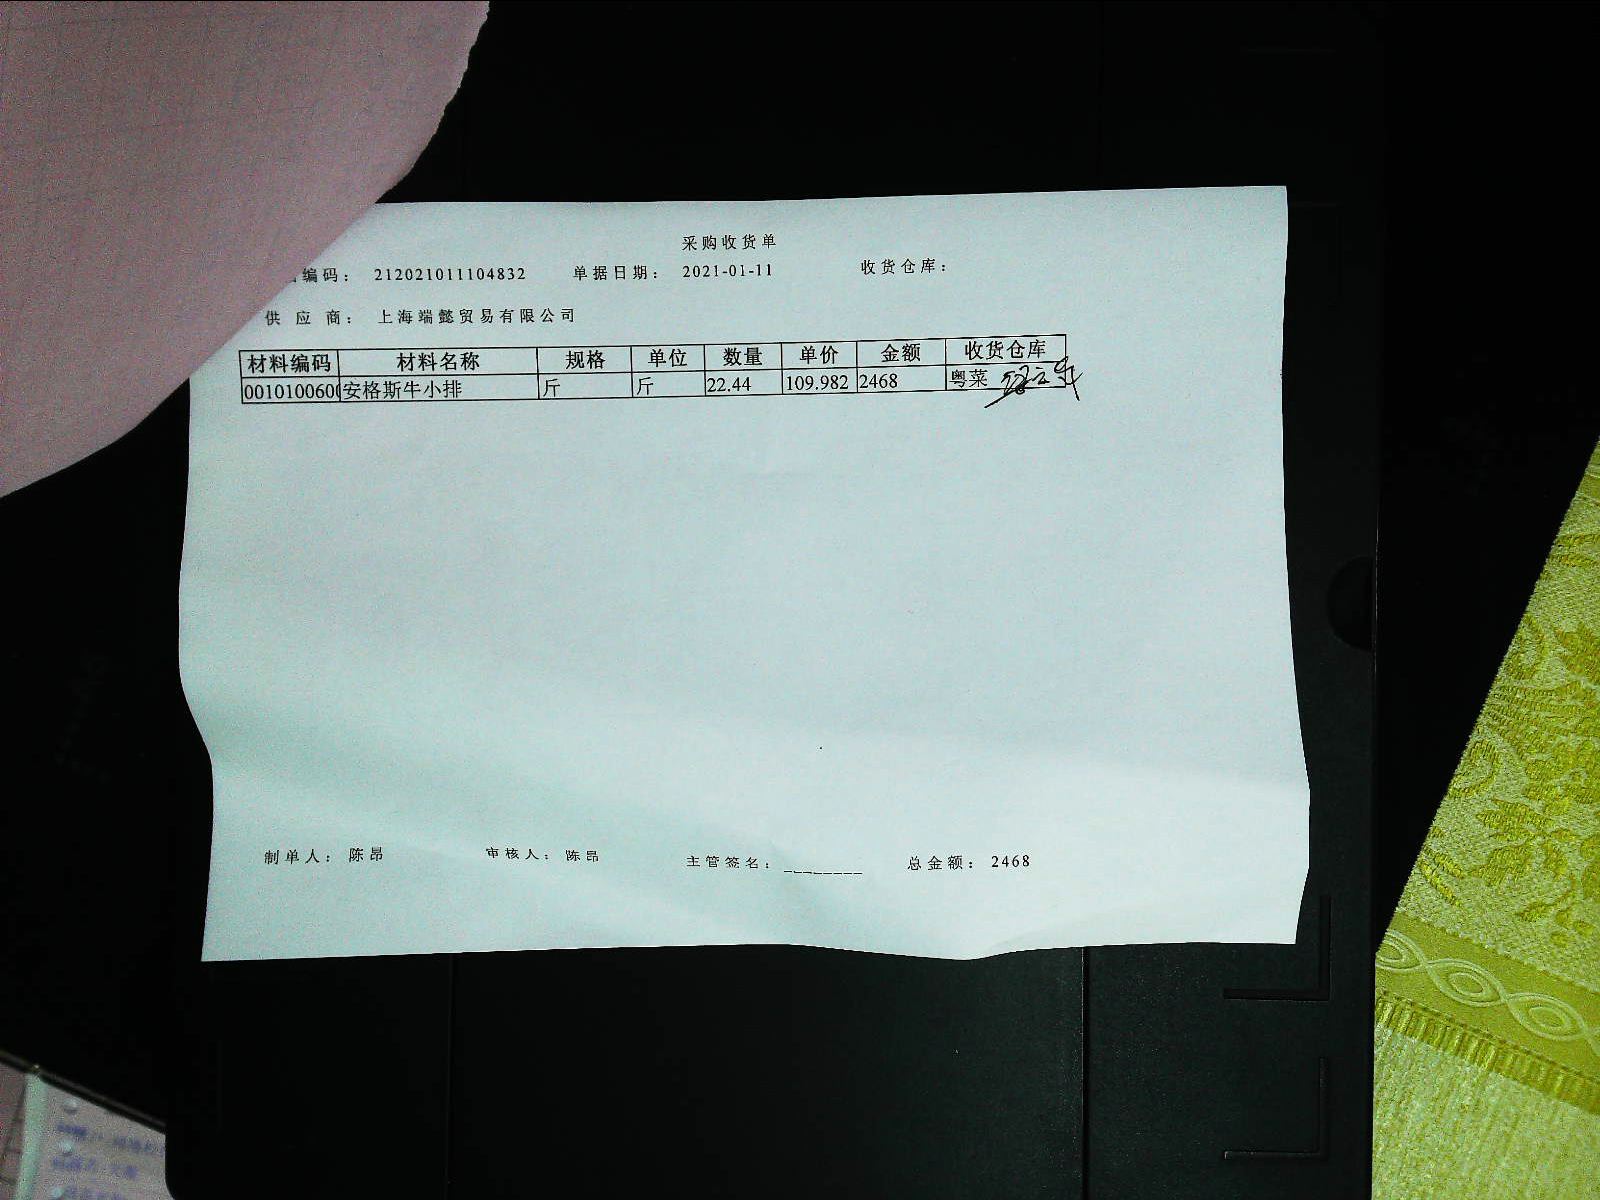 采购收货单
编码： 212021011104832 单据日期： 2021-01-11 收货仓库：
供应商： 上海端懿贸易有限公司
材料编码 材料名称 规格 单位 数量 单价 金额 收货仓库
0010100600 安格斯牛小排 斤 斤 22.44 109.982 2468 粤菜
制单人： 陈昂 审核人： 陈昂 主管签名：________ 总金额： 2468